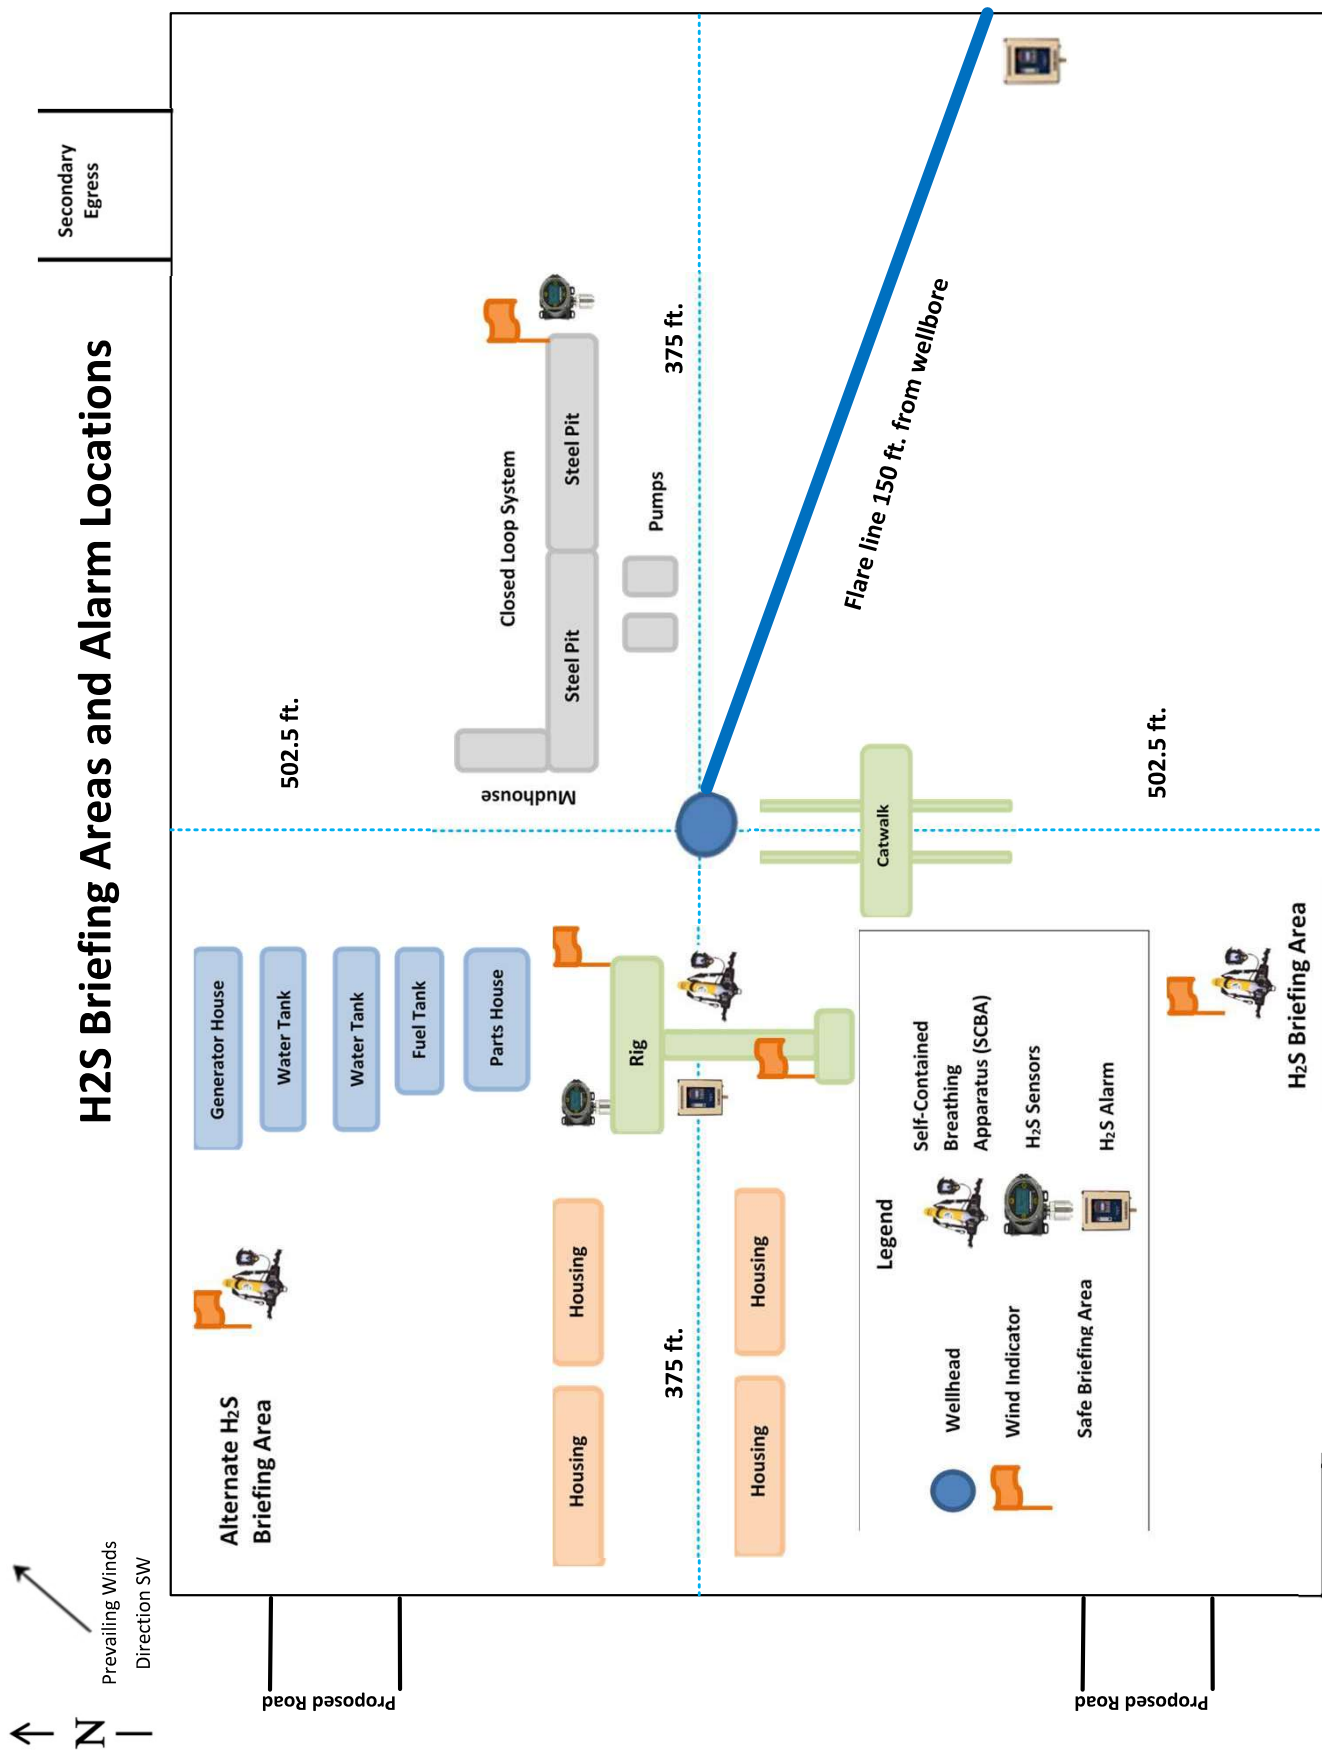 H2S Briefing Areas and Alarm Locations
Prevailing Winds
Direction SW
N
Secondary
Egress
Proposed Road
Proposed Road
Alternate H₂S
Briefing Area
Generator House
Water Tank
Water Tank
Fuel Tank
Parts House
502.5 ft.
Closed Loop System
Mudhouse
Steel Pit
Steel Pit
Pumps
375 ft.
Housing
Housing
Rig
375 ft.
Housing
Housing
Catwalk
Flare line 150 ft. from wellbore
Legend
Wellhead
Wind Indicator
Safe Briefing Area
Self-Contained
Breathing
Apparatus (SCBA)
H₂S Sensors
H₂S Alarm
502.5 ft.
H₂S Briefing Area